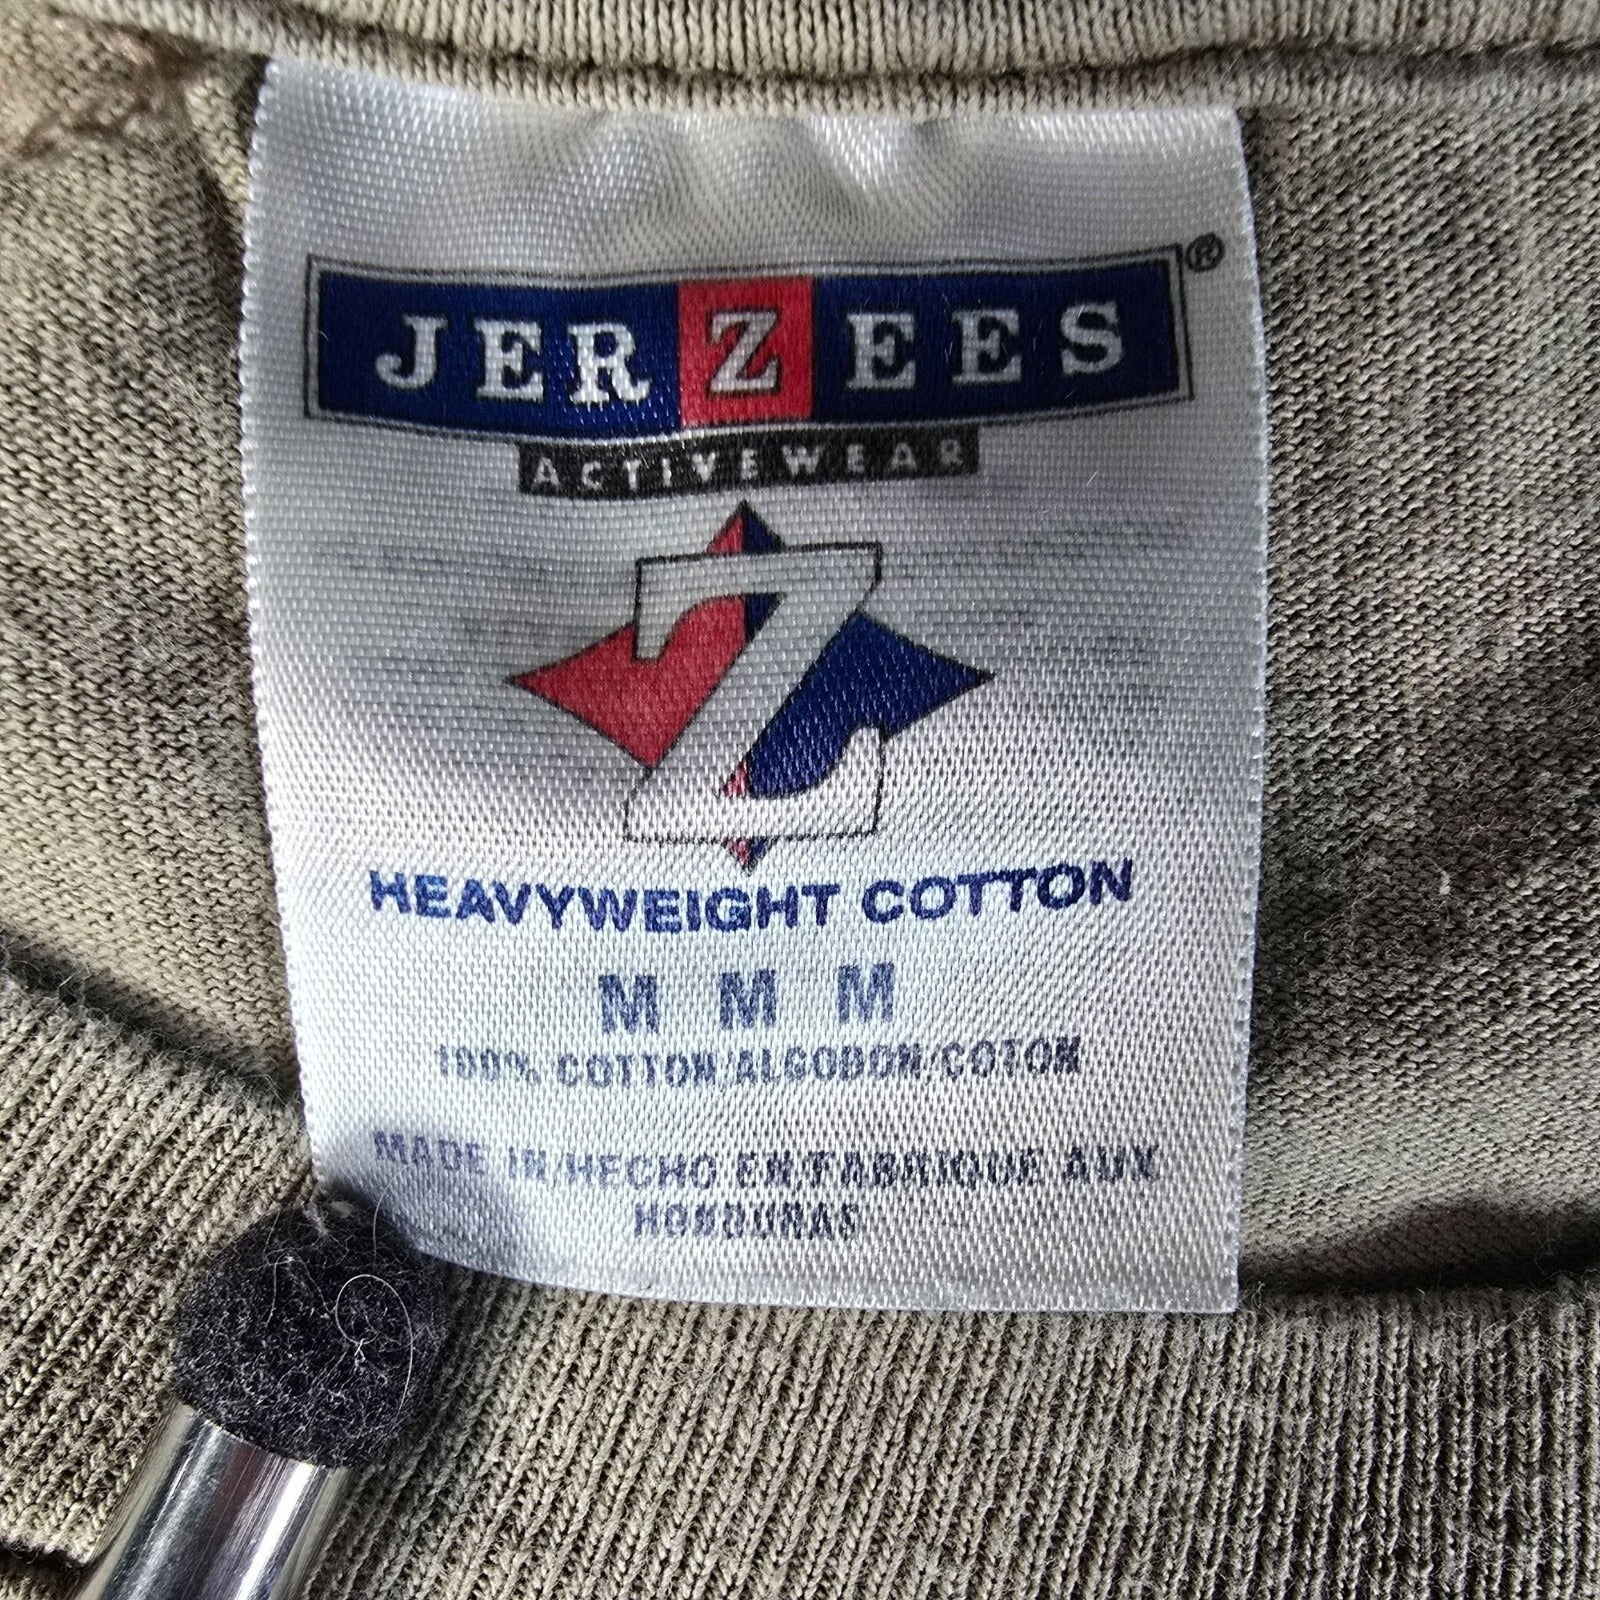 JERZEES®
ACTIVEWEAR
Z
HEAVYWEIGHT COTTON
M M M
100% COTTON/ALGODON/COTON
MADE IN/HECHO EN/FABRIQUE AUX
HONDURAS